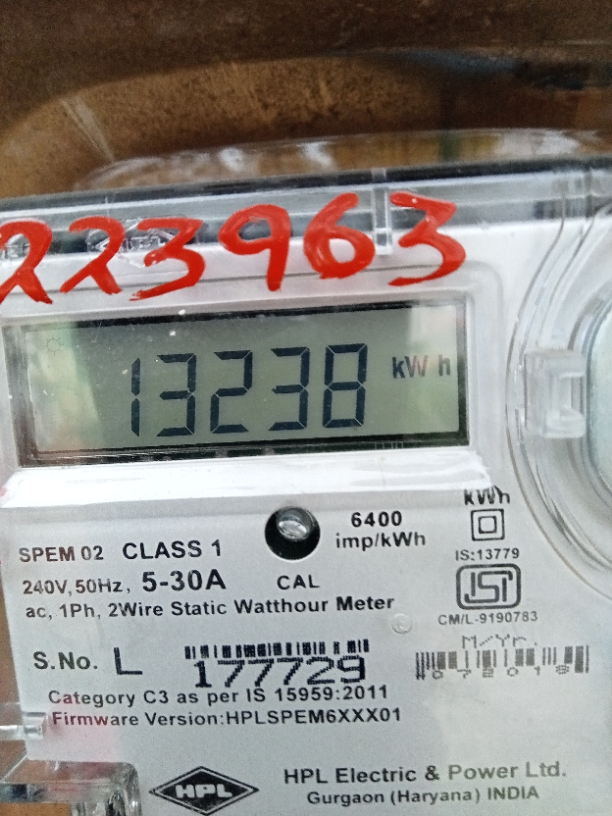 223963
13238 kWh
6400
imp/kWh
kWh
IS:13779
SPEM 02 CLASS 1
240V, 50Hz, 5-30A CAL
ac, 1Ph, 2Wire Static Watthour Meter
ISI
CM/L-9190783
M/Yr.
S.No. L 177729
Category C3 as per IS 15959:2011
Firmware Version:HPLSPEM6XXX01
HPL
HPL Electric & Power Ltd.
Gurgaon (Haryana) INDIA